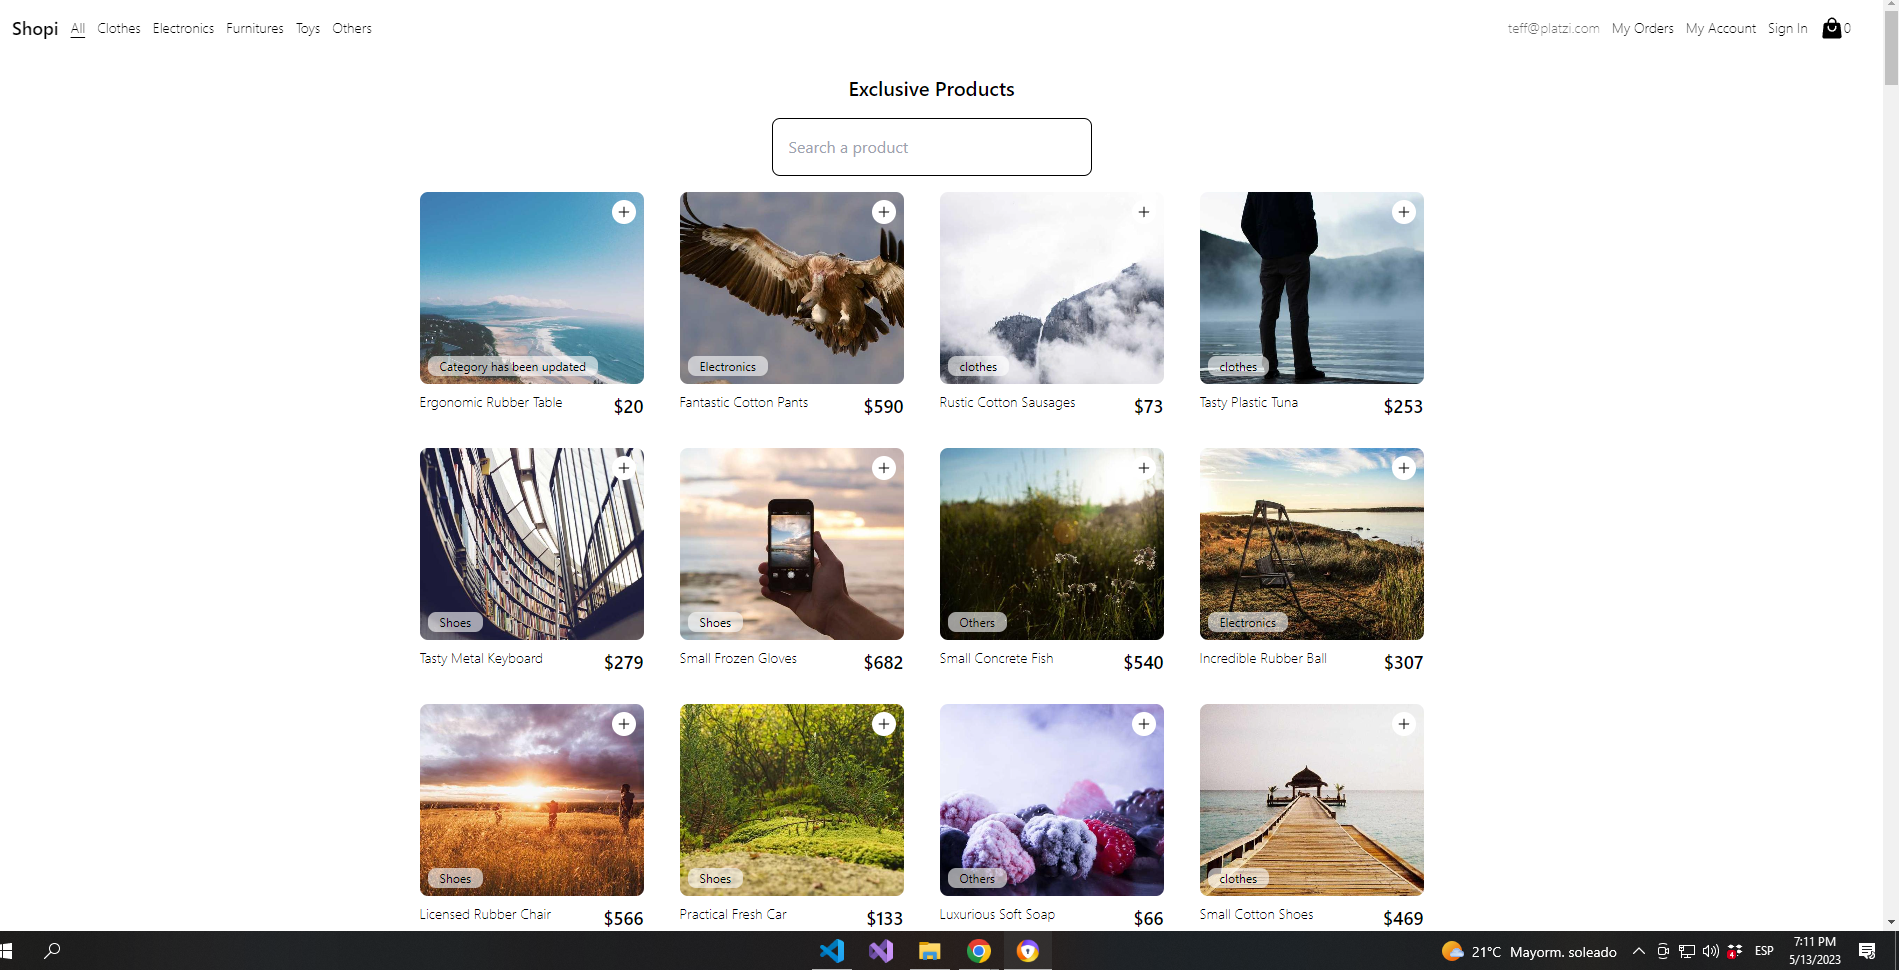 Shopi All Clothes Electronics Furnitures Toys Others teff@platzi.com My Orders My Account Sign In 0
Exclusive Products
Search a product
Category has been updated Electronics clothes clothes
Ergonomic Rubber Table $20 Fantastic Cotton Pants $590 Rustic Cotton Sausages $73 Tasty Plastic Tuna $253
Shoes Shoes Others Electronics
Tasty Metal Keyboard $279 Small Frozen Gloves $682 Small Concrete Fish $540 Incredible Rubber Ball $307
Shoes Shoes Others clothes
Licensed Rubber Chair $566 Practical Fresh Car $133 Luxurious Soft Soap $66 Small Cotton Shoes $469
21°C Mayorm. soleado ESP 7:11 PM
5/13/2023